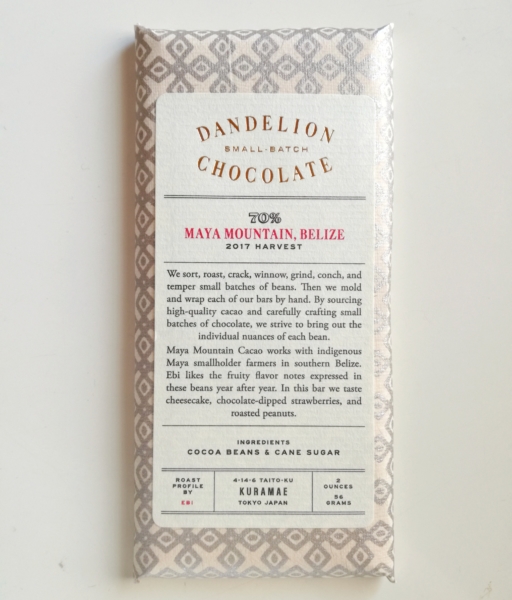 DANDELION
SMALL-BATCH
CHOCOLATE
70%
MAYA MOUNTAIN, BELIZE
2017 HARVEST
We sort, roast, crack, winnow, grind, conch, and
temper small batches of beans. Then we mold
and wrap each of our bars by hand. By sourcing
high-quality cacao and carefully crafting small
batches of chocolate, we strive to bring out the
individual nuances of each bean.
Maya Mountain Cacao works with indigenous
Maya smallholder farmers in southern Belize.
Ebi likes the fruity flavor notes expressed in
these beans year after year. In this bar we taste
cheesecake, chocolate-dipped strawberries, and
roasted peanuts.
INGREDIENTS
COCOA BEANS & CANE SUGAR
ROAST
PROFILE
BY
EBI
4-14-6 TAITO-KU
KURAMAE
TOKYO JAPAN
2
OUNCES
56
GRAMS